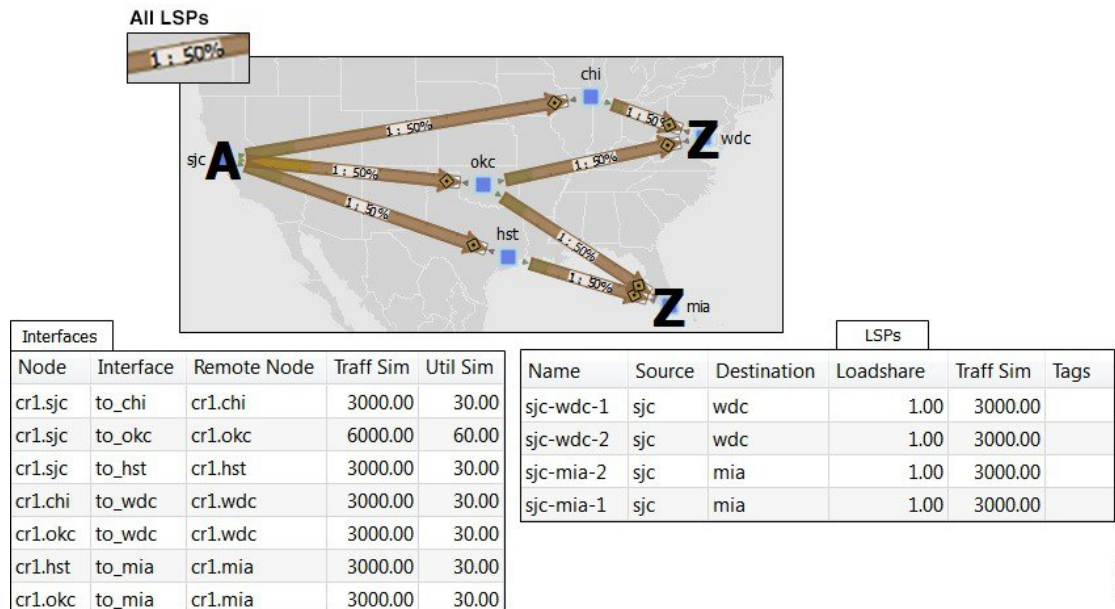 All LSPs
1 : 50%
chi
1 : 50%
1 : 50%
sjc A
Z wdc
okc
1 : 50%
1 : 50%
1 : 50%
hst
1 : 50%
1 : 50%
Z mia
Interfaces
Node Interface Remote Node Traff Sim Util Sim
cr1.sjc to_chi cr1.chi 3000.00 30.00
cr1.sjc to_okc cr1.okc 6000.00 60.00
cr1.sjc to_hst cr1.hst 3000.00 30.00
cr1.chi to_wdc cr1.wdc 3000.00 30.00
cr1.okc to_wdc cr1.wdc 3000.00 30.00
cr1.hst to_mia cr1.mia 3000.00 30.00
cr1.okc to_mia cr1.mia 3000.00 30.00
LSPs
Name Source Destination Loadshare Traff Sim Tags
sjc-wdc-1 sjc wdc 1.00 3000.00
sjc-wdc-2 sjc wdc 1.00 3000.00
sjc-mia-2 sjc mia 1.00 3000.00
sjc-mia-1 sjc mia 1.00 3000.00